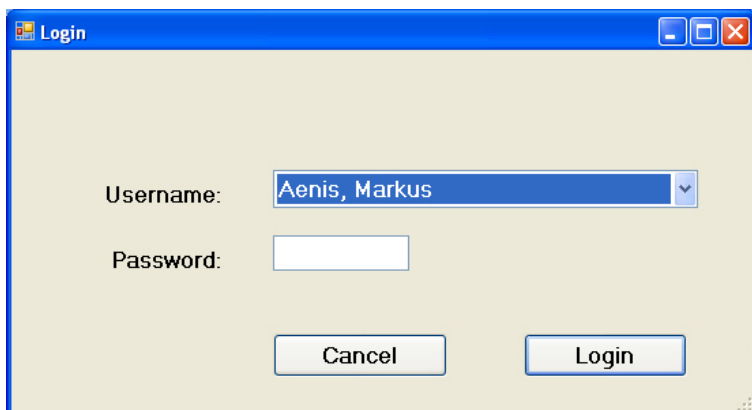 Login
Username:
Aenis, Markus
Password:
Cancel
Login